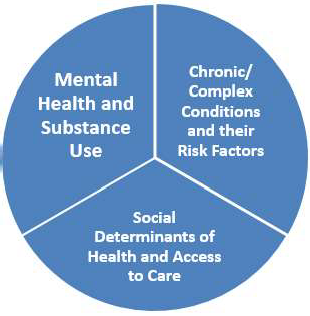 Mental
Health and
Substance
Use
Chronic/
Complex
Conditions
and their
Risk Factors
Social
Determinants of
Health and Access
to Care